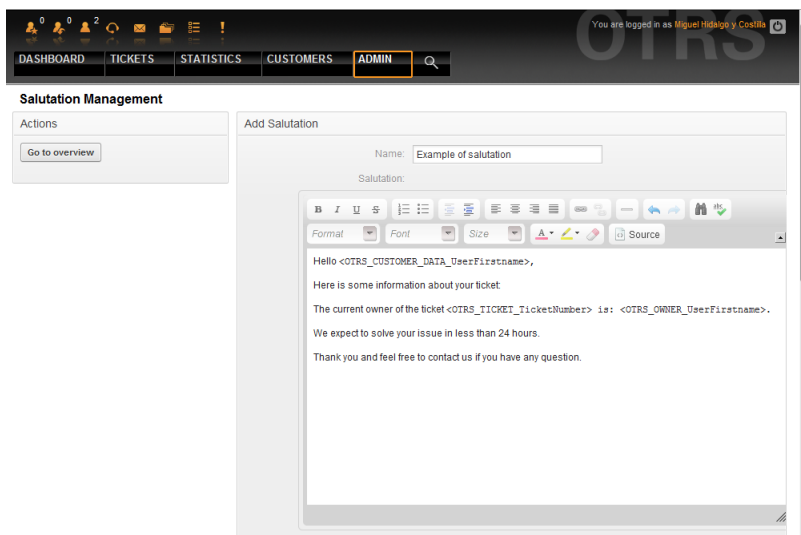 0 0 2
You are logged in as Miguel Hidalgo y Costilla
OTRS
DASHBOARD TICKETS STATISTICS CUSTOMERS ADMIN
Salutation Management
Actions
Go to overview
Add Salutation
Name: Example of salutation
Salutation:
B I U S
Format Font Size A Source
Hello <OTRS_CUSTOMER_DATA_UserFirstname>,
Here is some information about your ticket:
The current owner of the ticket <OTRS_TICKET_TicketNumber> is: <OTRS_OWNER_UserFirstname>.
We expect to solve your issue in less than 24 hours.
Thank you and feel free to contact us if you have any question.